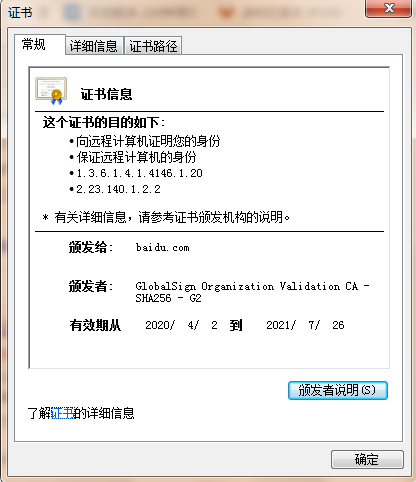 证书
常规
详细信息
证书路径
证书信息
这个证书的目的如下:
•向远程计算机证明您的身份
•保证远程计算机的身份
•1.3.6.1.4.1.4146.1.20
•2.23.140.1.2.2
* 有关详细信息，请参考证书颁发机构的说明。
颁发给: baidu.com
颁发者: GlobalSign Organization Validation CA -
SHA256 - G2
有效期从 2020/ 4/ 2 到 2021/ 7/ 26
颁发者说明(S)
了解证书的详细信息
确定